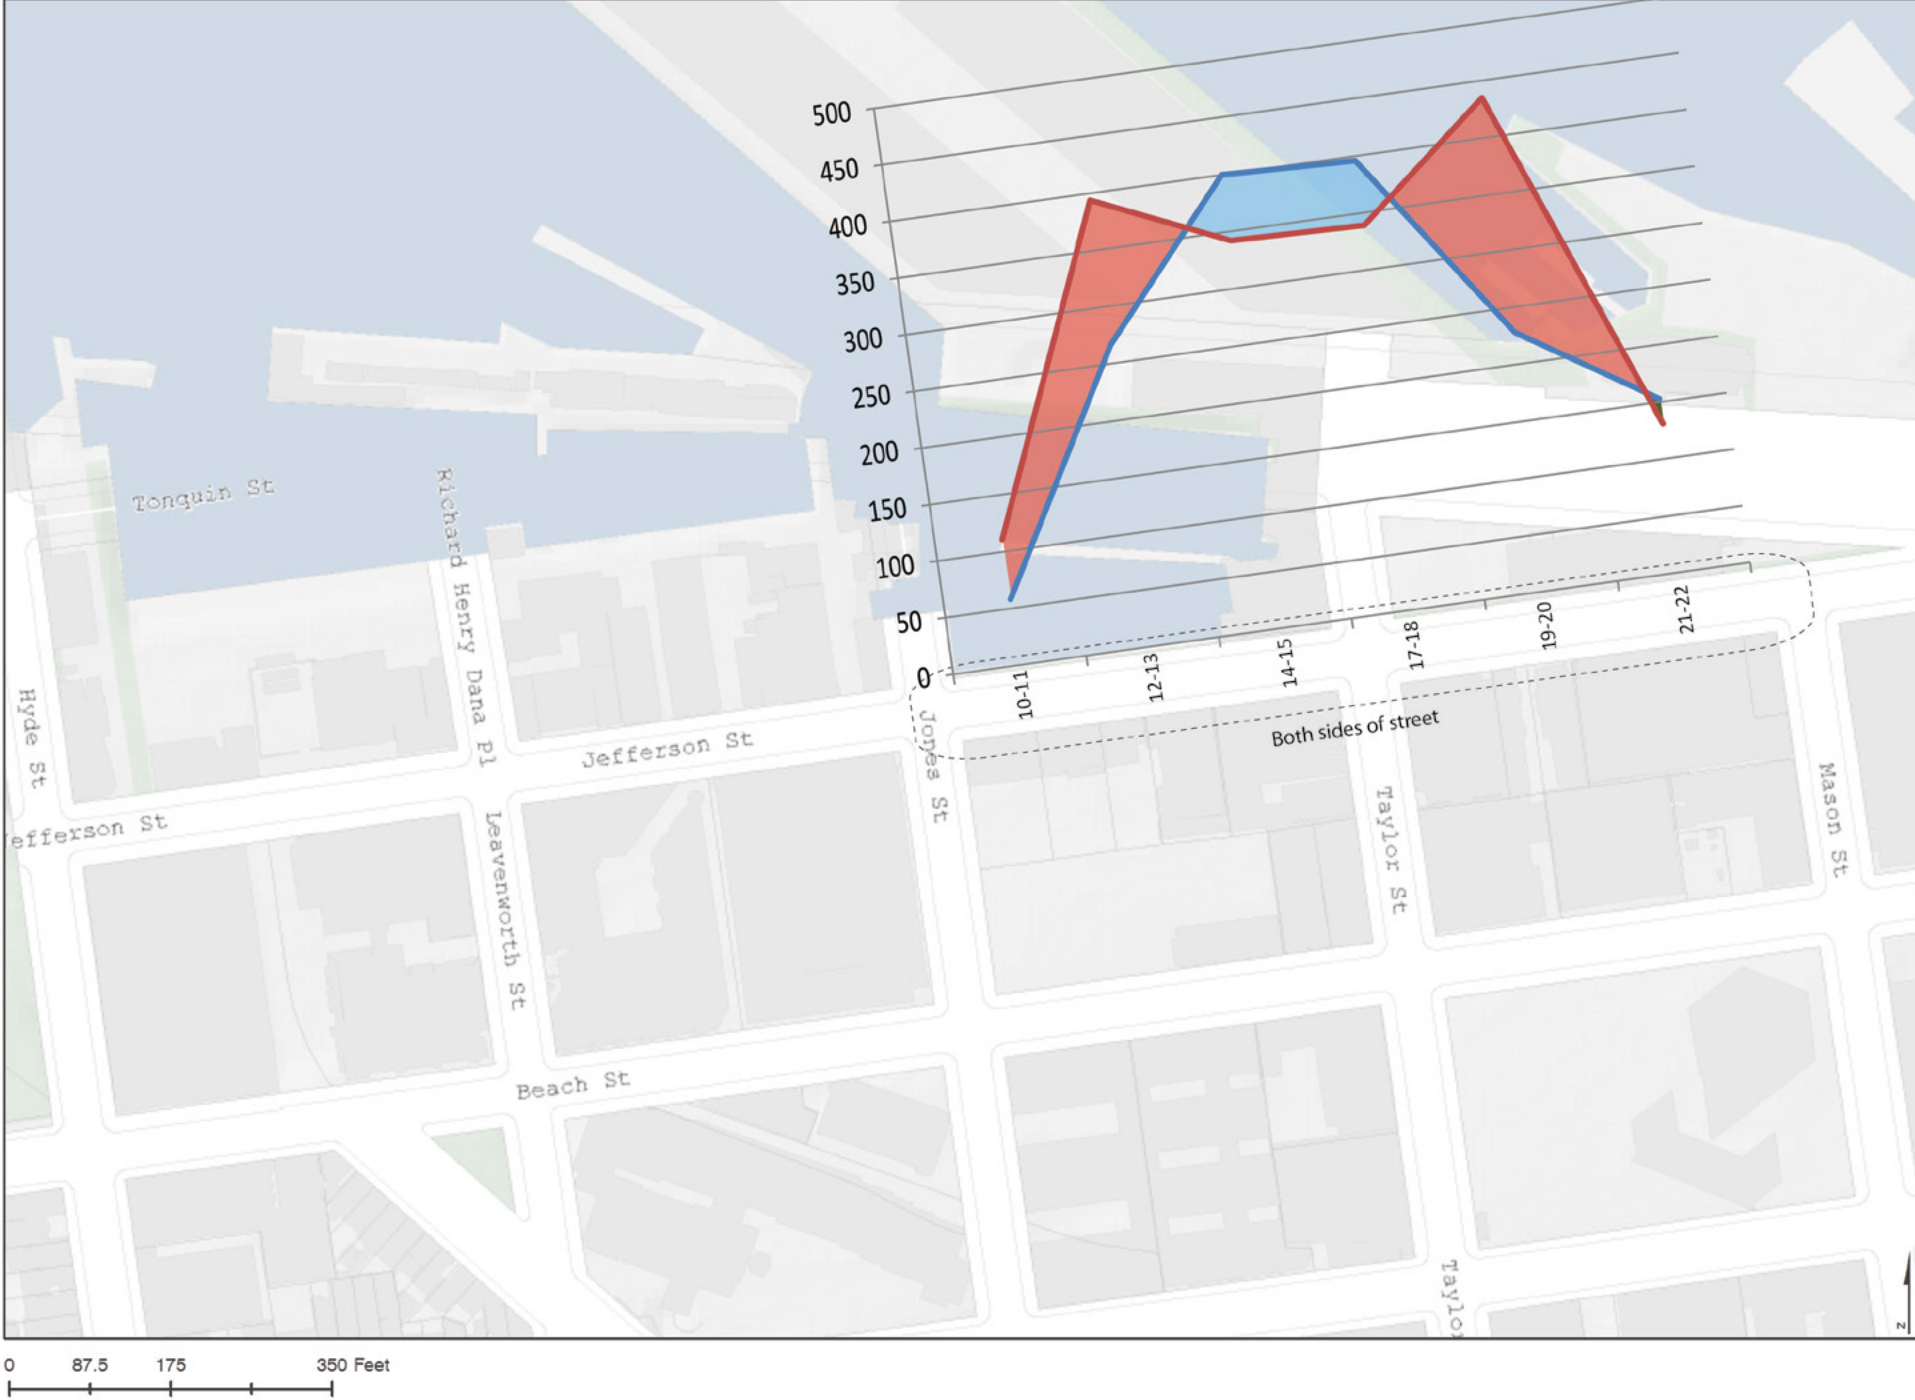 500
450
400
350
300
250
200
150
100
50
0
10-11
12-13
14-15
17-18
19-20
21-22
Both sides of street
Tonquin St
Richard Henry Dana Pl
Hyde St
Jefferson St
efferson St
Jones St
Leavenworth St
Taylor St
Mason St
Beach St
Taylor
z
0 87.5 175 350 Feet